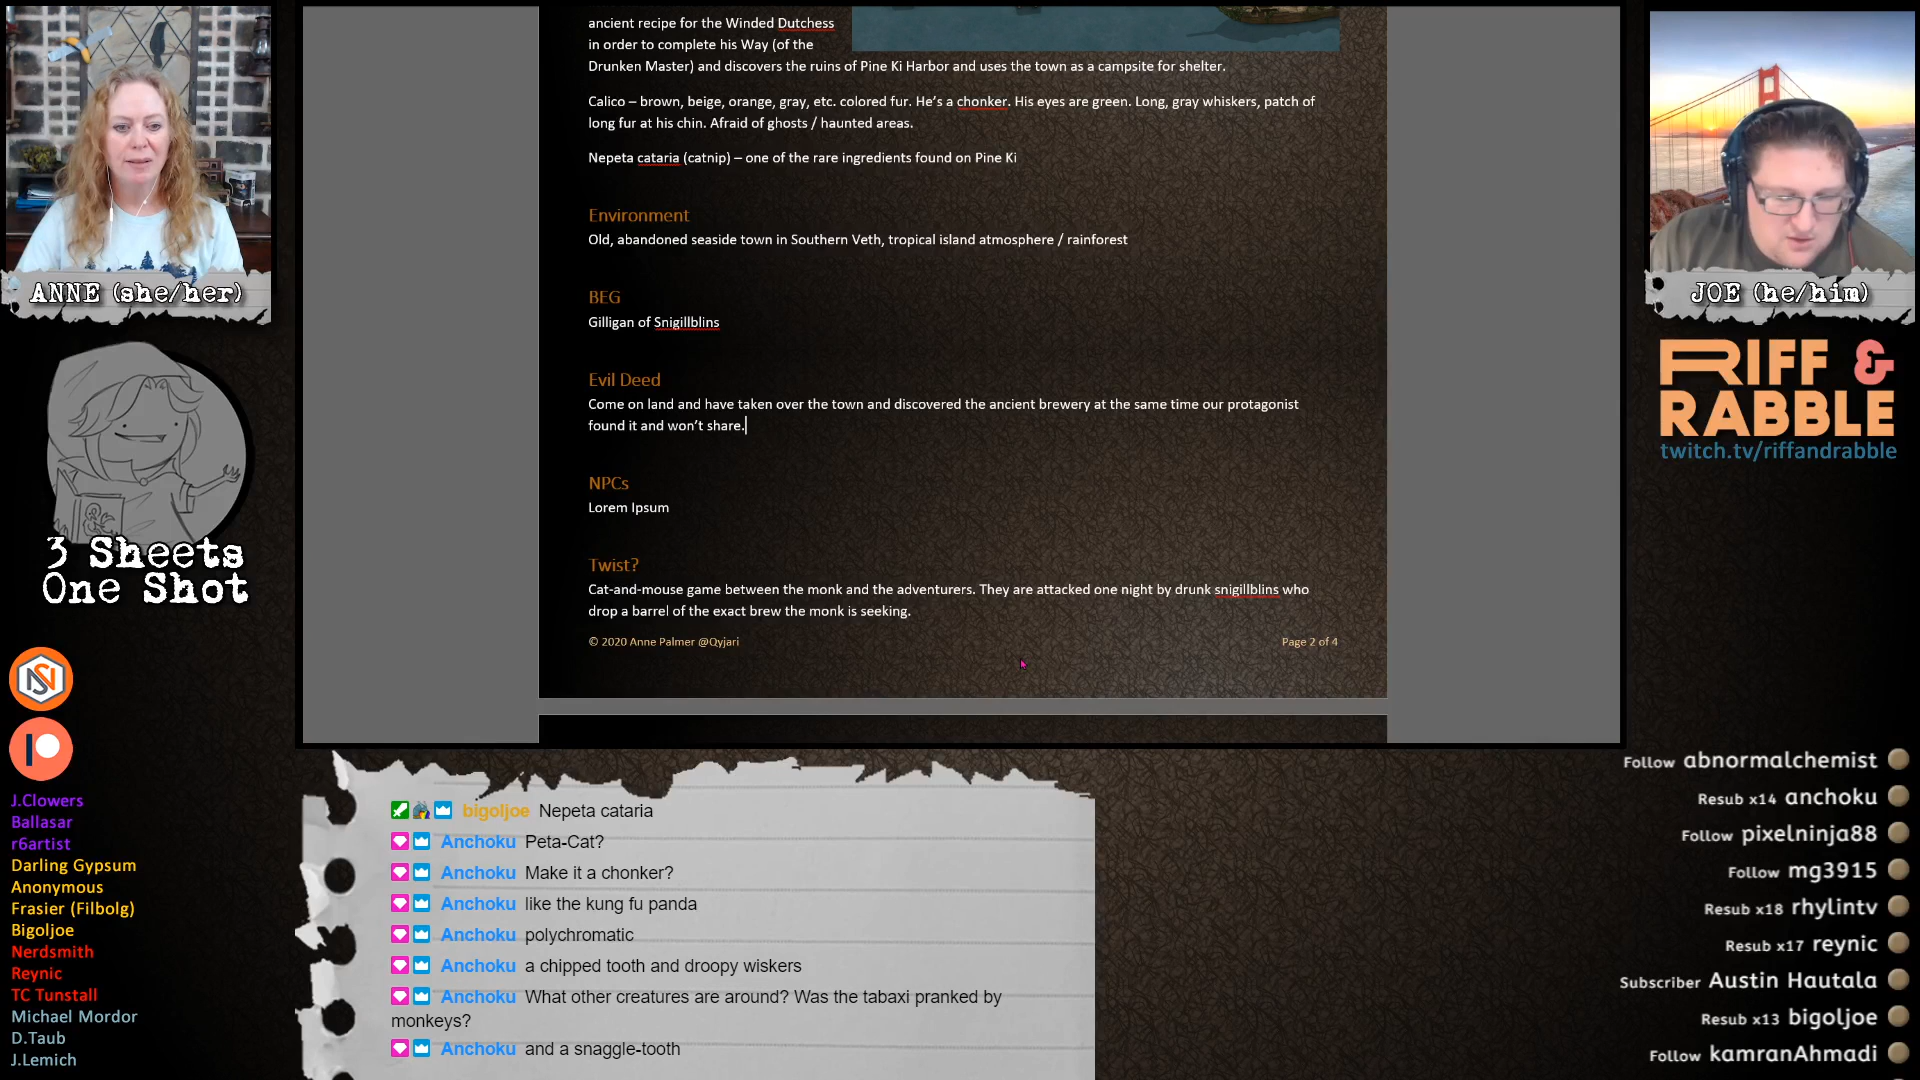 ancient recipe for the Winded Dutchess
in order to complete his Way (of the
Drunken Master) and discovers the ruins of Pine Ki Harbor and uses the town as a campsite for shelter.
Calico – brown, beige, orange, gray, etc. colored fur. He's a chonker. His eyes are green. Long, gray whiskers, patch of
long fur at his chin. Afraid of ghosts / haunted areas.
Nepeta cataria (catnip) – one of the rare ingredients found on Pine Ki
Environment
Old, abandoned seaside town in Southern Veth, tropical island atmosphere / rainforest
BEG
Gilligan of Snigillblins
Evil Deed
Come on land and have taken over the town and discovered the ancient brewery at the same time our protagonist
found it and won't share.
NPCs
Lorem Ipsum
Twist?
Cat-and-mouse game between the monk and the adventurers. They are attacked one night by drunk snigillblins who
drop a barrel of the exact brew the monk is seeking.
© 2020 Anne Palmer @Qyjari
Page 2 of 4
ANNE (she/her)
3 Sheets
One Shot
J.Clowers
Ballasar
r6artist
Darling Gypsum
Anonymous
Frasier (Filbolg)
Bigoljoe
Nerdsmith
Reynic
TC Tunstall
Michael Mordor
D.Taub
J.Lemich
bigoljoe Nepeta cataria
Anchoku Peta-Cat?
Anchoku Make it a chonker?
Anchoku like the kung fu panda
Anchoku polychromatic
Anchoku a chipped tooth and droopy wiskers
Anchoku What other creatures are around? Was the tabaxi pranked by
monkeys?
Anchoku and a snaggle-tooth
JOE (he/him)
RIFF &
RABBLE
twitch.tv/riffandrabble
Follow abnormalchemist
Resub x14 anchoku
Follow pixelninja88
Follow mg3915
Resub x18 rhylintv
Resub x17 reynic
Subscriber Austin Hautala
Resub x13 bigoljoe
Follow kamranAhmadi